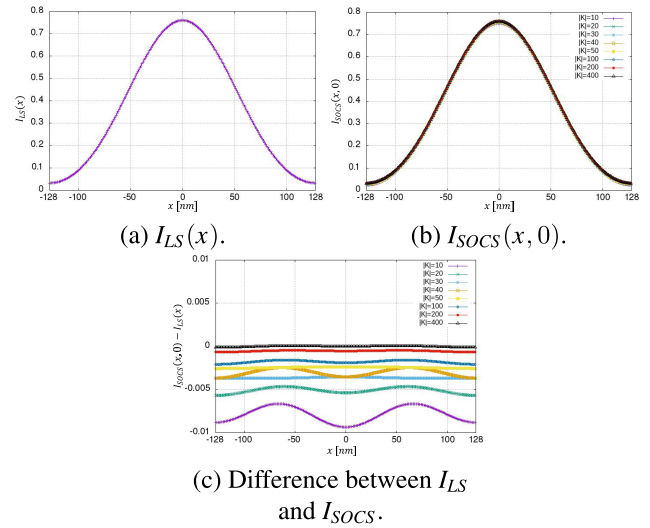 0.8
0.7
0.6
0.5
0.4
0.3
0.2
0.1
0
I_LS(x)
-128
-100
-50
0
50
100
128
x [nm]
(a) I_LS(x).
0.8
0.7
0.6
0.5
0.4
0.3
0.2
0.1
0
I_SOCS(x, 0)
|K|=10
|K|=20
|K|=30
|K|=40
|K|=50
|K|=100
|K|=200
|K|=400
-128
-100
-50
0
50
100
128
x [nm]
(b) I_SOCS(x, 0).
0.01
0.005
0
-0.005
-0.01
I_SOCS(x, 0) − I_LS(x)
|K|=10
|K|=20
|K|=30
|K|=40
|K|=50
|K|=100
|K|=200
|K|=400
-128
-100
-50
0
50
100
128
x [nm]
(c) Difference between I_LS
and I_SOCS.